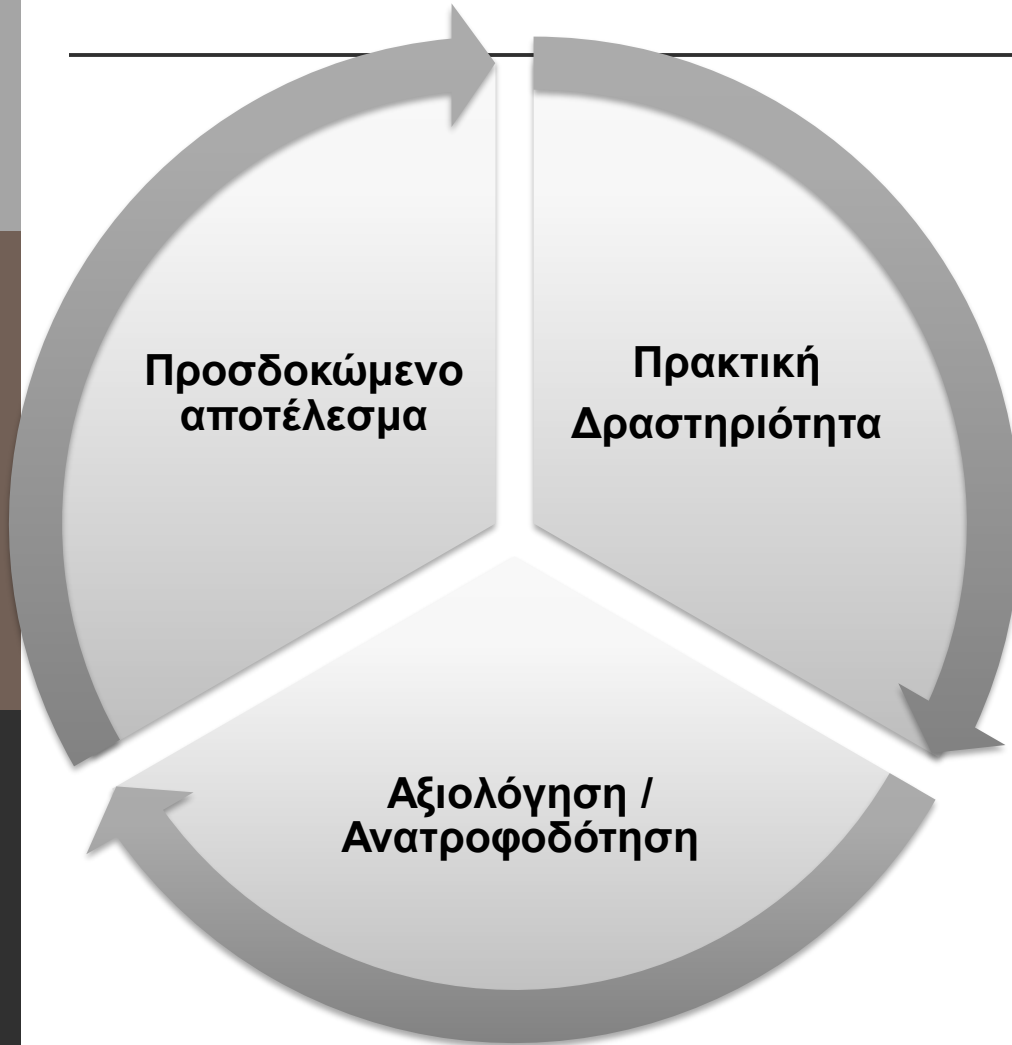 Προσδοκώμενο
αποτέλεσμα
Πρακτική
Δραστηριότητα
Αξιολόγηση /
Ανατροφοδότηση